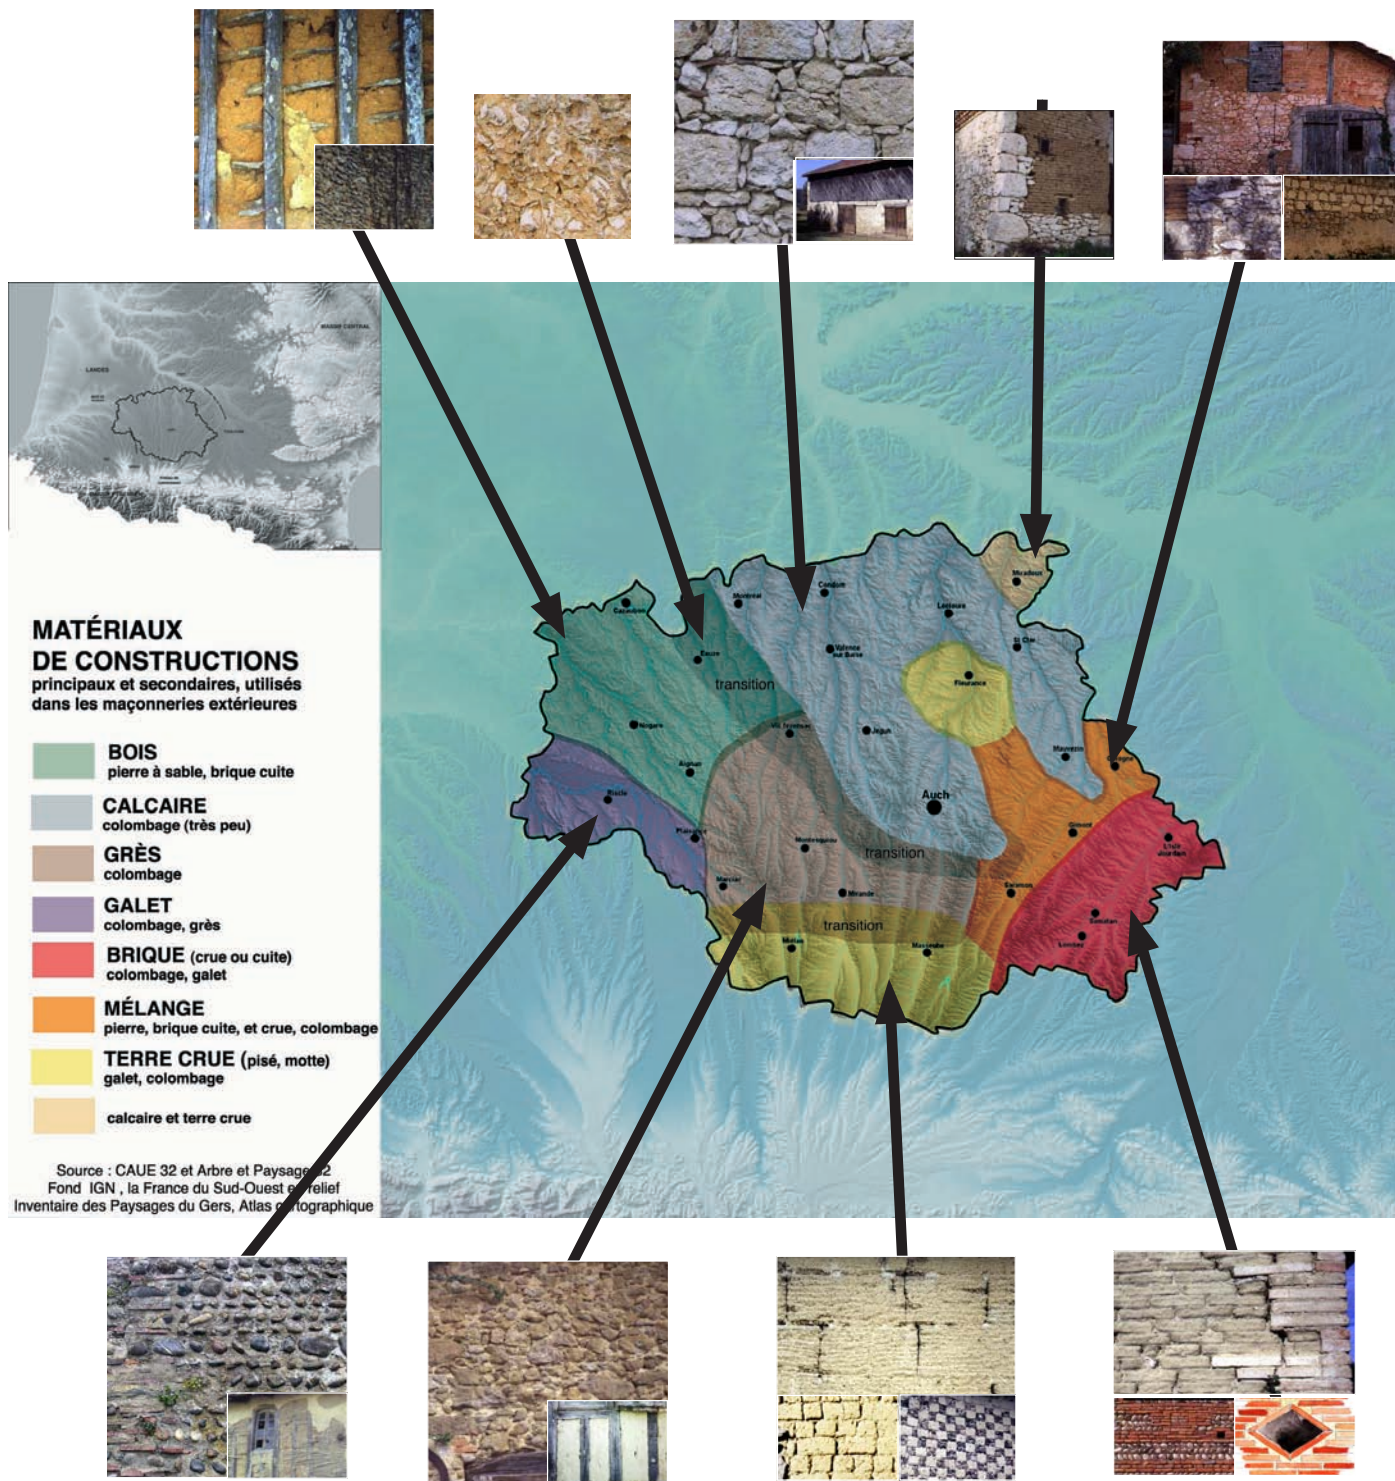 MASSIF CENTRAL
LANDES
MATÉRIAUX
DE CONSTRUCTIONS
principaux et secondaires, utilisés
dans les maçonneries extérieures
BOIS
pierre à sable, brique cuite
CALCAIRE
colombage (très peu)
GRÈS
colombage
GALET
colombage, grès
BRIQUE (crue ou cuite)
colombage, galet
MÉLANGE
pierre, brique cuite, et crue, colombage
TERRE CRUE (pisé, motte)
galet, colombage
calcaire et terre crue
Source : CAUE 32 et Arbre et Paysage 32
Fond IGN , la France du Sud-Ouest en relief
Inventaire des Paysages du Gers, Atlas cartographique
Miradoux
Cazaubon
Montréal
Condom
Lectoure
St Clar
Eauze
Valence
sur Baïse
Fleurance
transition
Nogaro
Jegun
Mauvezin
Cologne
Aignan
Riscle
Auch
Plaisance
Gimont
L'Isle
Jourdain
Montesquiou
transition
Marciac
Mirande
Samatan
Lombez
transition
Miélan
Masseube